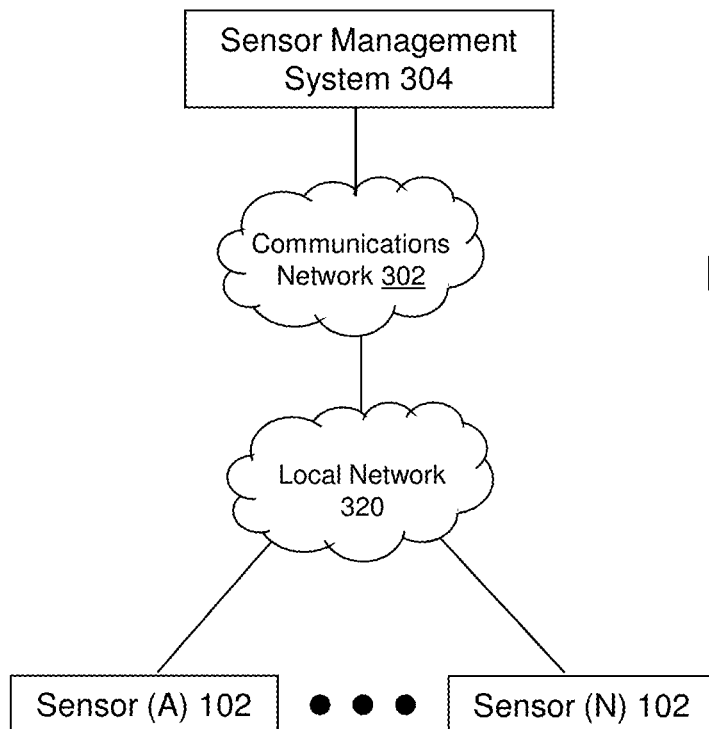 Sensor Management
System 304
Communications
Network 302
Local Network
320
Sensor (A) 102
Sensor (N) 102